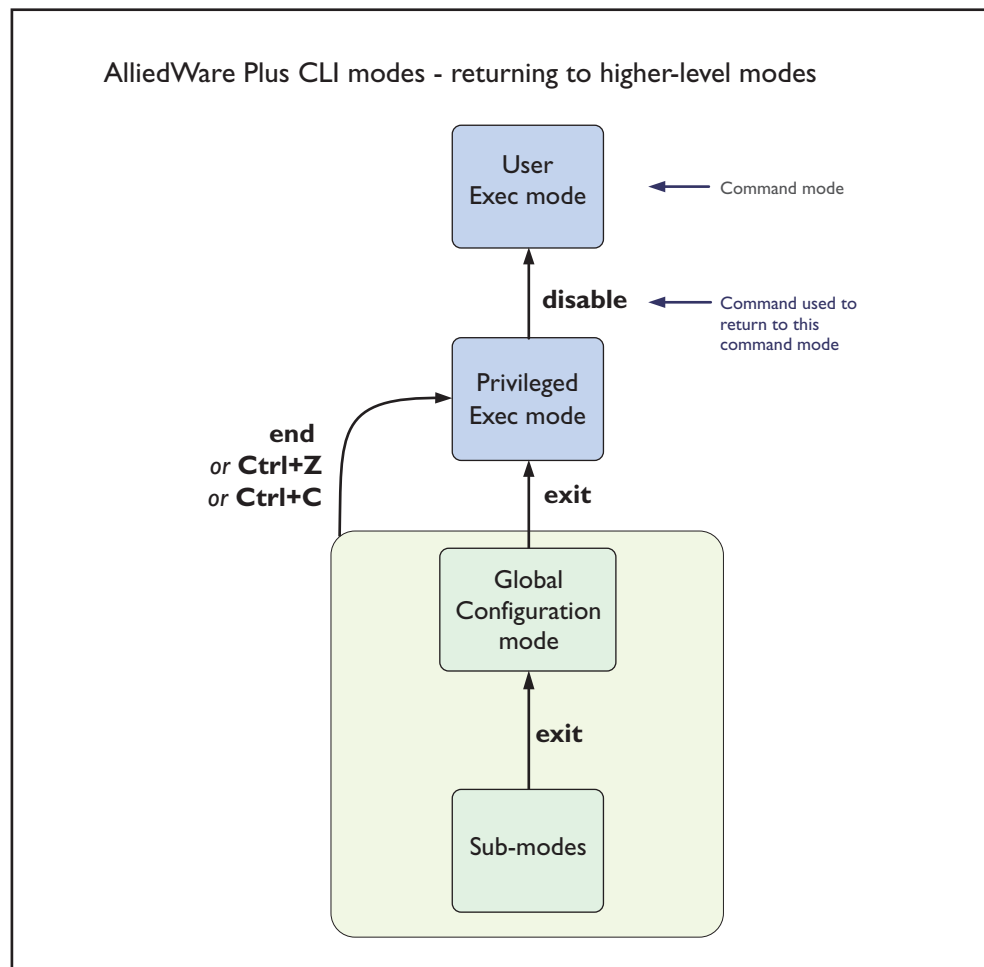 AlliedWare Plus CLI modes - returning to higher-level modes
User
Exec mode
Command mode
disable
Command used to
return to this
command mode
Privileged
Exec mode
end
or Ctrl+Z
or Ctrl+C
exit
Global
Configuration
mode
exit
Sub-modes